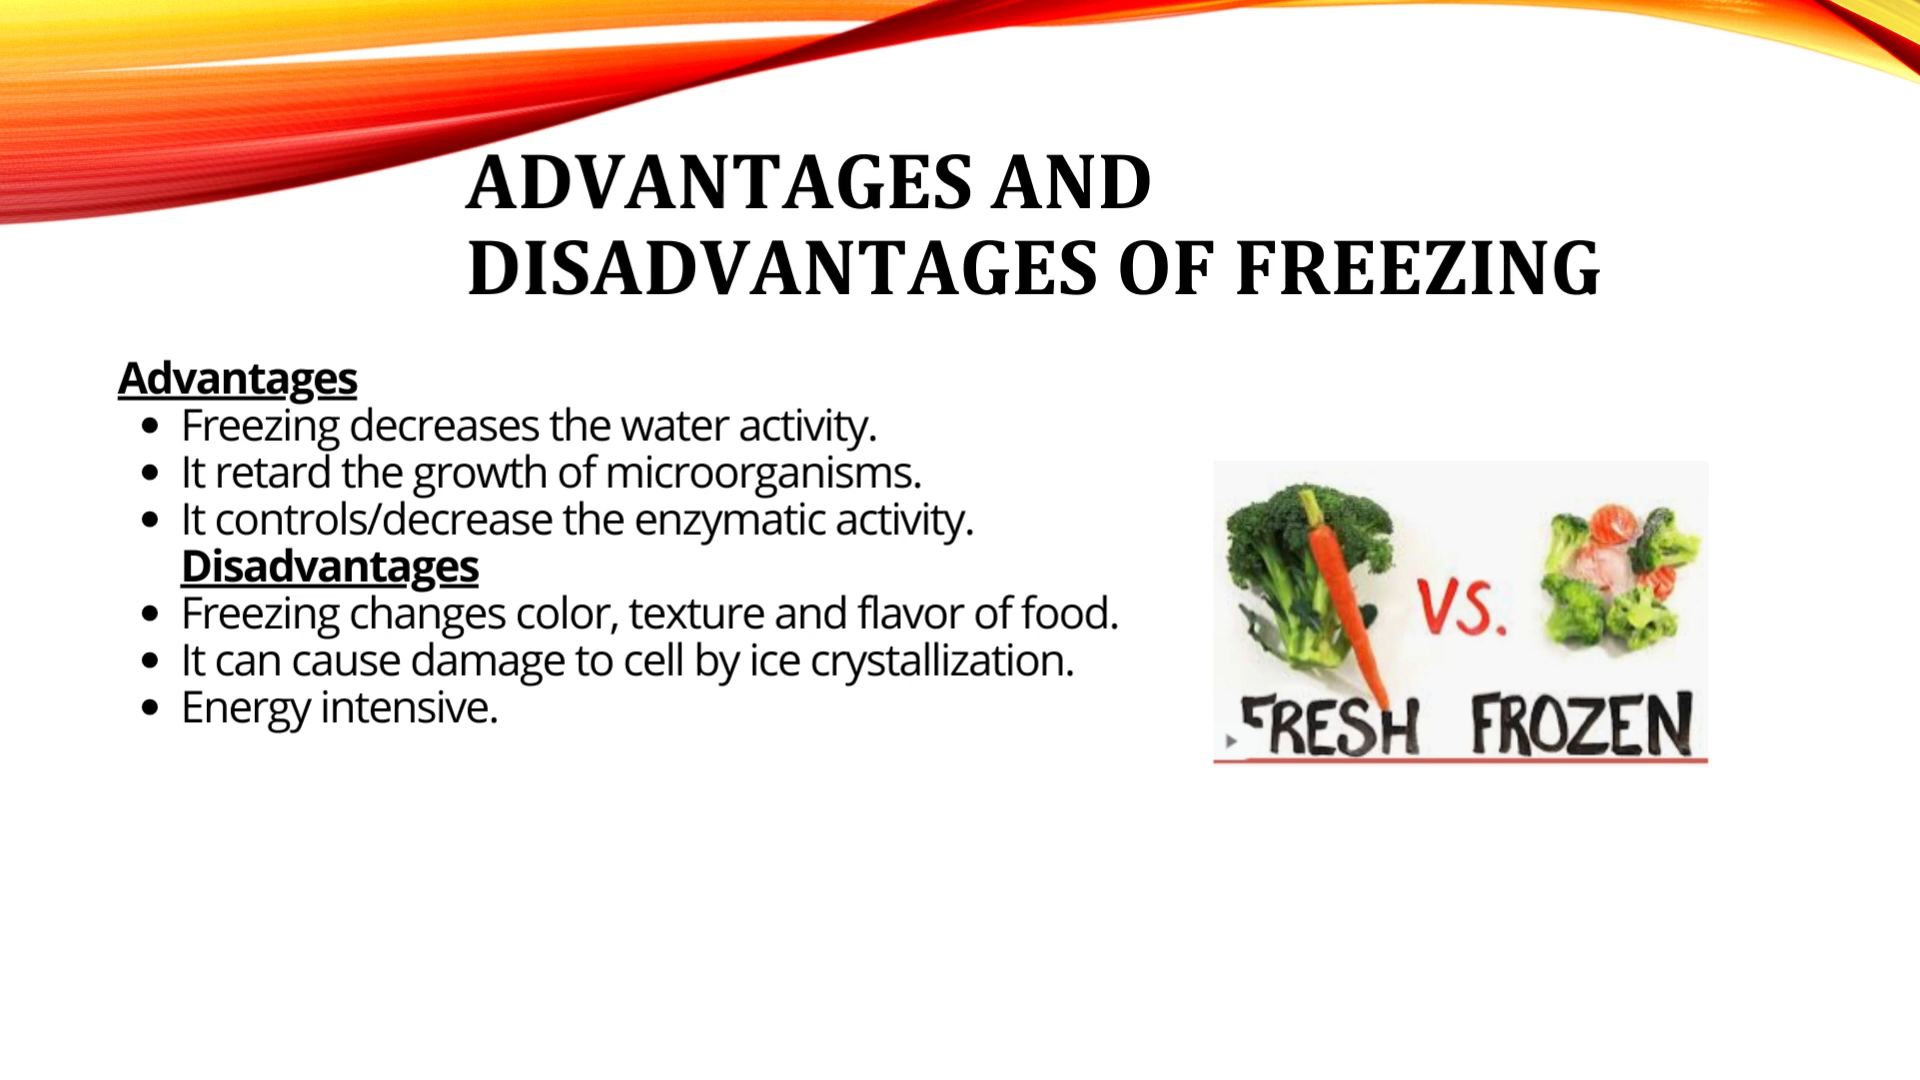 ADVANTAGES AND
DISADVANTAGES OF FREEZING
Advantages
• Freezing decreases the water activity.
• It retard the growth of microorganisms.
• It controls/decrease the enzymatic activity.
Disadvantages
• Freezing changes color, texture and flavor of food.
• It can cause damage to cell by ice crystallization.
• Energy intensive.
VS.
FRESH FROZEN